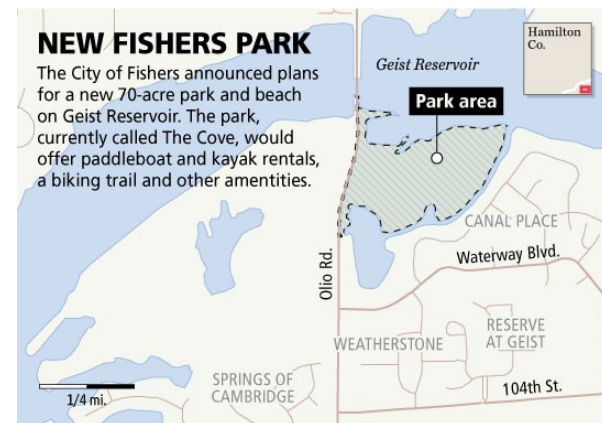 NEW FISHERS PARK
The City of Fishers announced plans
for a new 70-acre park and beach
on Geist Reservoir. The park,
currently called The Cove, would
offer paddleboat and kayak rentals,
a biking trail and other amentities.
Hamilton
Co.
Geist Reservoir
Park area
CANAL PLACE
Waterway Blvd.
Olio Rd.
WEATHERSTONE
RESERVE
AT GEIST
SPRINGS OF
CAMBRIDGE
104th St.
1/4 mi.